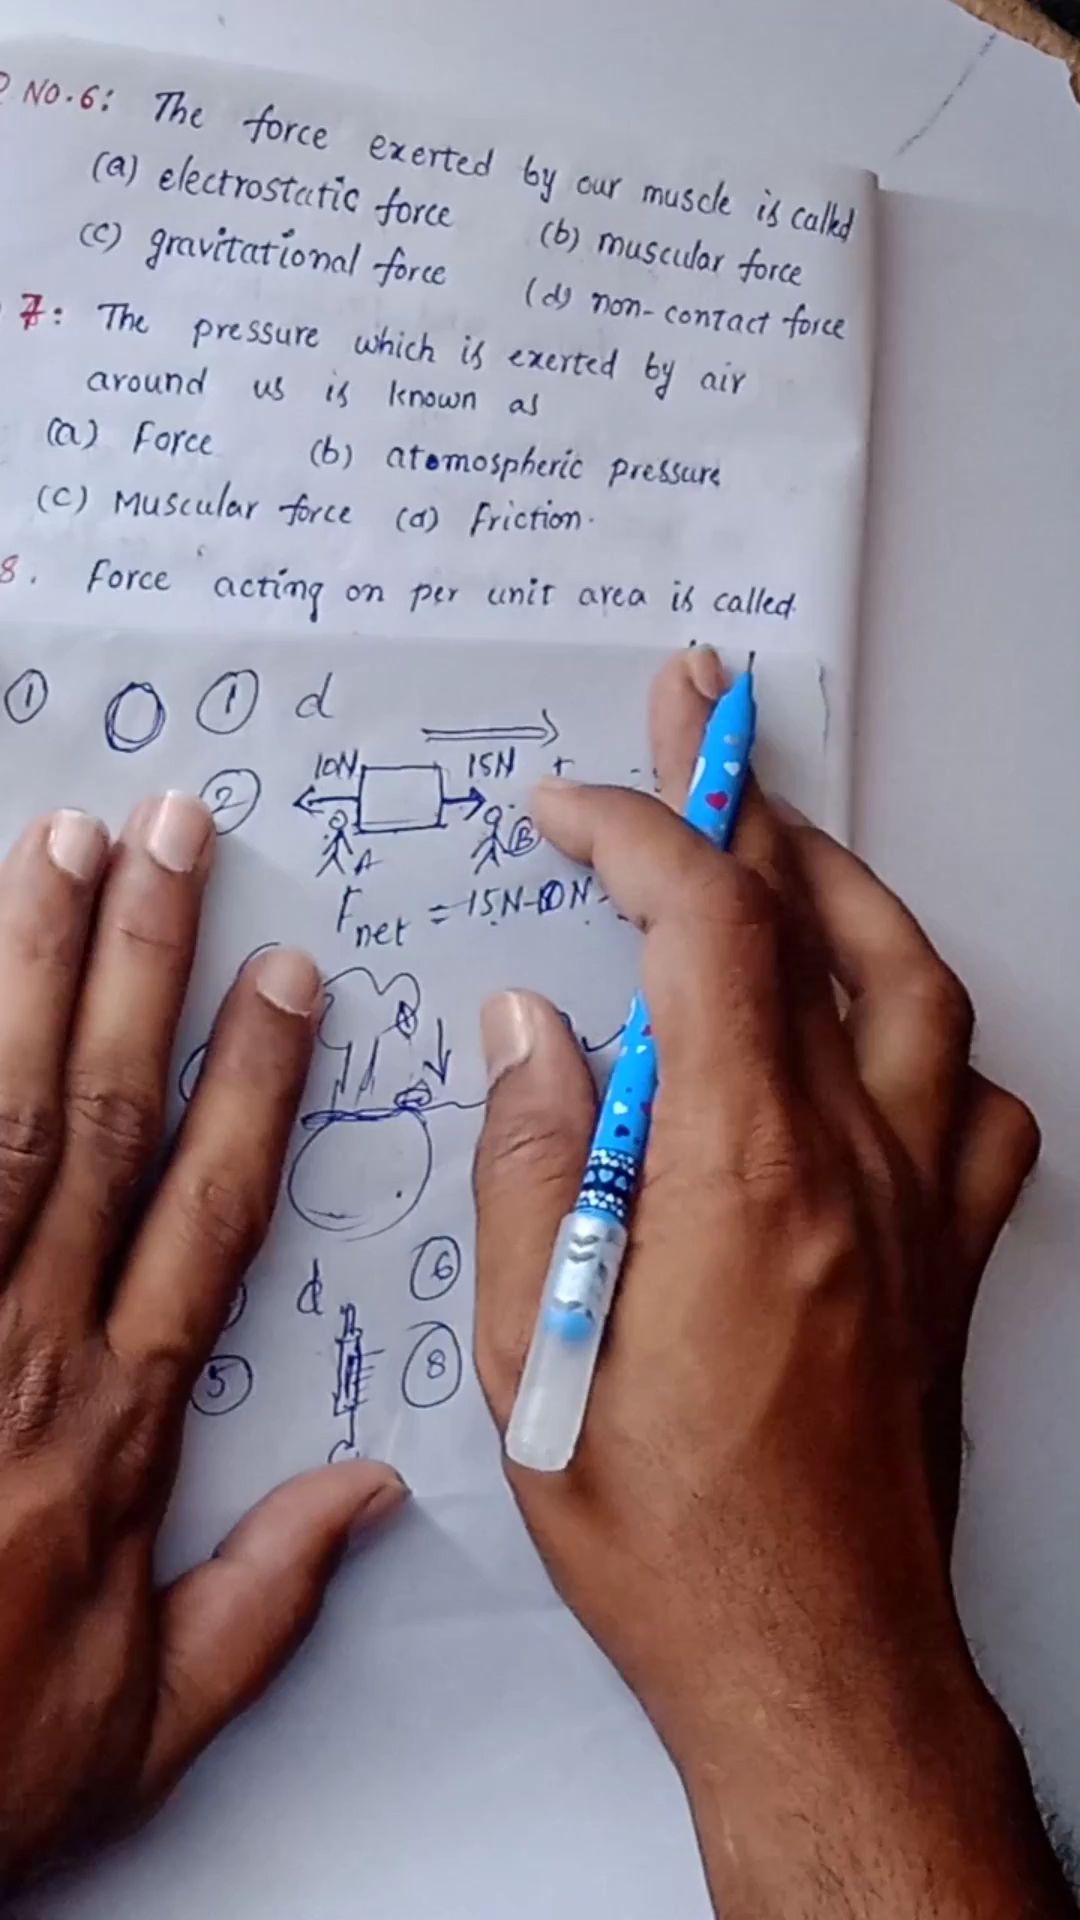 NO.6: The force exerted by our muscle is called
(a) electrostatic force (b) muscular force
(c) gravitational force (d) non-contact force
7: The pressure which is exerted by air
around us is known as
(a) Force (b) atomospheric pressure
(c) Muscular force (d) Friction.
8. Force acting on per unit area is called
1 1 d
2 10N 15N
A B
Fnet = 15N-10N
d 6
5 8